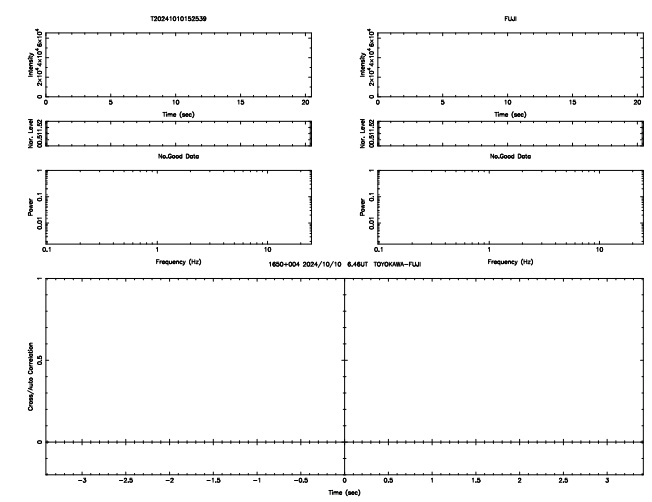 T20241010152539
FUJI
Intensity
0 2×10⁴ 4×10⁴ 6×10⁴
0 5 10 15 20
Time (sec)
Intensity
0 2×10⁴ 4×10⁴ 6×10⁴
0 5 10 15 20
Time (sec)
Nor. Level
00.511.52
Nor. Level
00.511.52
No.Good Data
No.Good Data
Power
1
0.1
0.01
0.1 1 10
Frequency (Hz)
Power
1
0.1
0.01
0.1 1 10
Frequency (Hz)
1650+004 2024/10/10 6.46UT TOYOKAWA-FUJI
Cross/Auto Correlation
1
0.5
0
-3 -2.5 -2 -1.5 -1 -0.5 0 0.5 1 1.5 2 2.5 3
Time (sec)